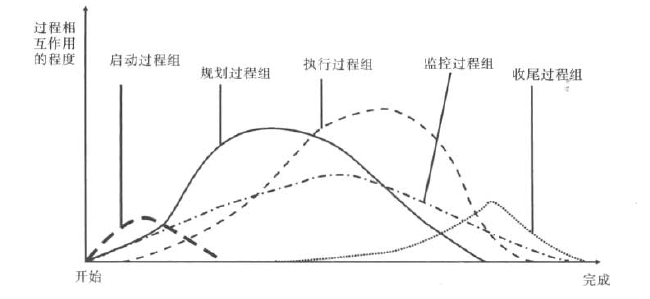 过程相
互作用
的程度
启动过程组
规划过程组
执行过程组
监控过程组
收尾过程组
开始
完成